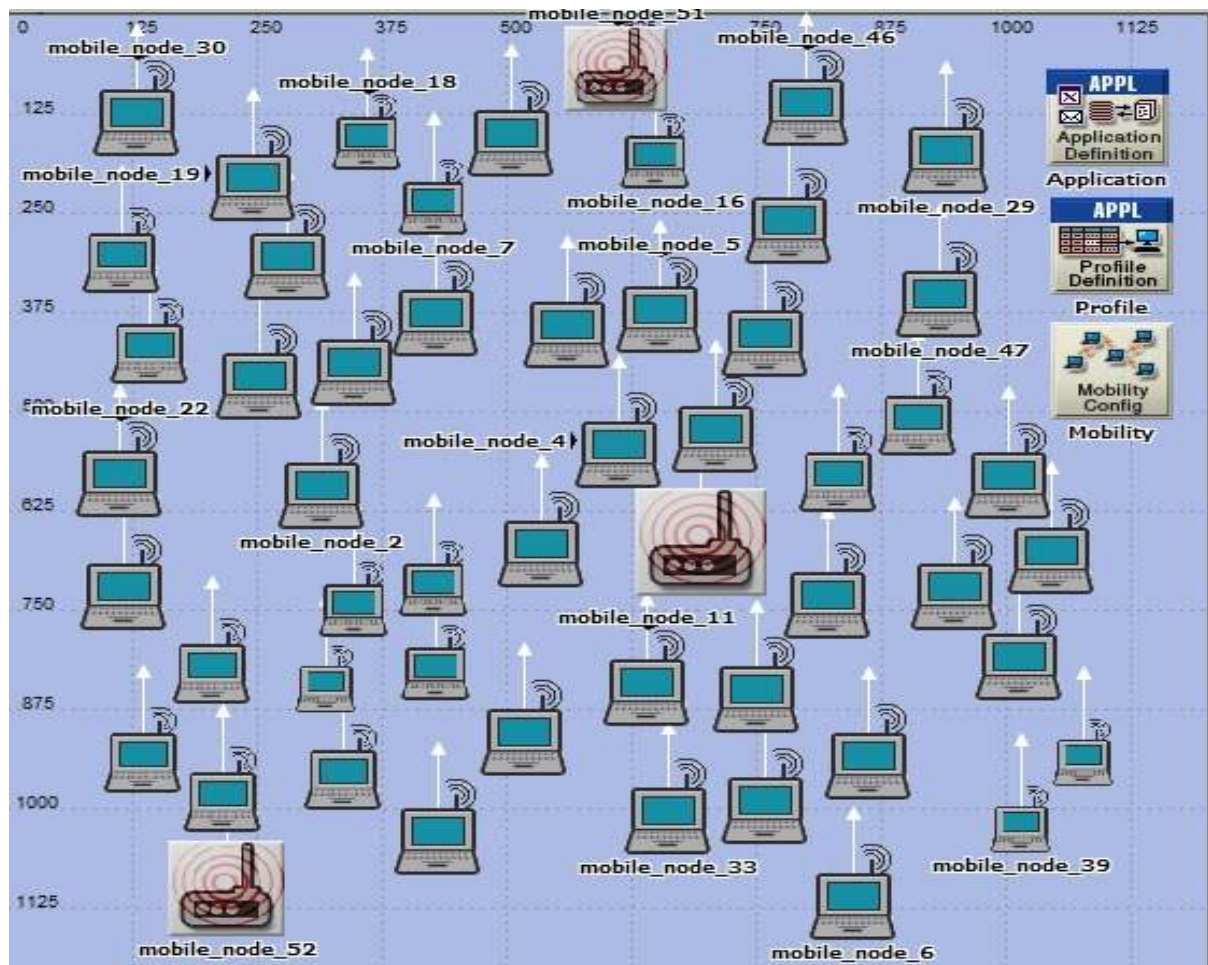 mobile_node_51
0 125 250 375 500 750 875 1000 1125
mobile_node_30
mobile_node_46
mobile_node_18
APPL
125
Application
Definition
mobile_node_19
Application
mobile_node_16
mobile_node_29
250
APPL
mobile_node_7
mobile_node_5
Profiile
Definition
375
Profile
mobile_node_47
Mobility
Config
mobile_node_22
mobile_node_4
Mobility
625
mobile_node_2
750
mobile_node_11
875
1000
mobile_node_33
mobile_node_39
1125
mobile_node_52
mobile_node_6